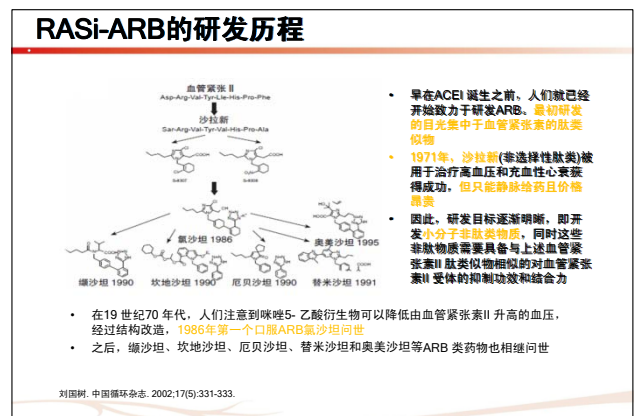 RASi-ARB的研发历程
血管紧张 II
Asp-Arg-Val-Tyr-Lle-His-Pro-Phe
沙拉新
Sar-Arg-Val-Tyr-Val-His-Pro-Ala
氯沙坦 1986
奥美沙坦 1995
缬沙坦 1990
坎地沙坦 1990
厄贝沙坦 1990
替米沙坦 1991
• 早在ACEI 诞生之前，人们就已经
开始致力于研发ARB。最初研发
的目光集中于血管紧张素的肽类
似物
• 1971年，沙拉新(非选择性肽类)被
用于治疗高血压和充血性心衰获
得成功，但只能静脉给药且价格
昂贵
• 因此，研发目标逐渐明晰，即开
发小分子非肽类物质，同时这些
非肽物质需要具备与上述血管紧
张素II 肽类似物相似的对血管紧张
素II 受体的抑制功效和结合力
• 在19 世纪70 年代，人们注意到咪唑5- 乙酸衍生物可以降低由血管紧张素II 升高的血压，
经过结构改造，1986年第一个口服ARB氯沙坦问世
• 之后，缬沙坦、坎地沙坦、厄贝沙坦、替米沙坦和奥美沙坦等ARB 类药物也相继问世
刘国树. 中国循环杂志. 2002;17(5):331-333.